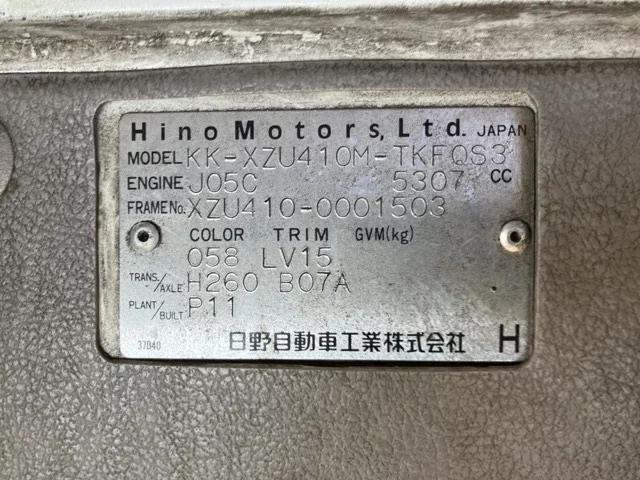 Hino Motors, Ltd. JAPAN
MODEL KK-XZU410M-TKFQS3
ENGINE J05C 5307 CC
FRAME No. XZU410-0001503
COLOR TRIM GVM(kg)
058 LV15
TRANS./AXLE H260 B07A
PLANT/BUILT P11
37040 日野自動車工業株式会社 H